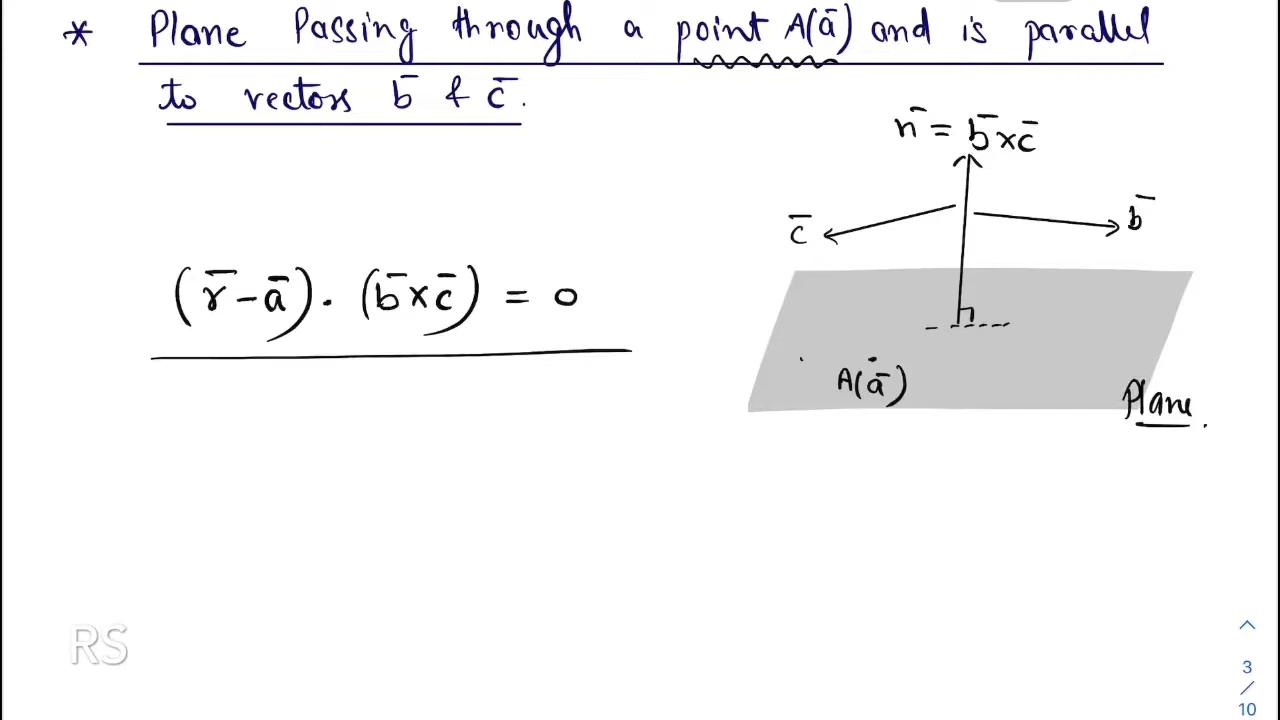 * Plane Passing through a point A(a̅) and is parallel
to vectors b̅ & c̅.
n̅ = b̅×c̅
c̅
b̅
(r̅-a̅)·(b̅×c̅) = 0
A(a̅)
Plane.
RS
3
/
10